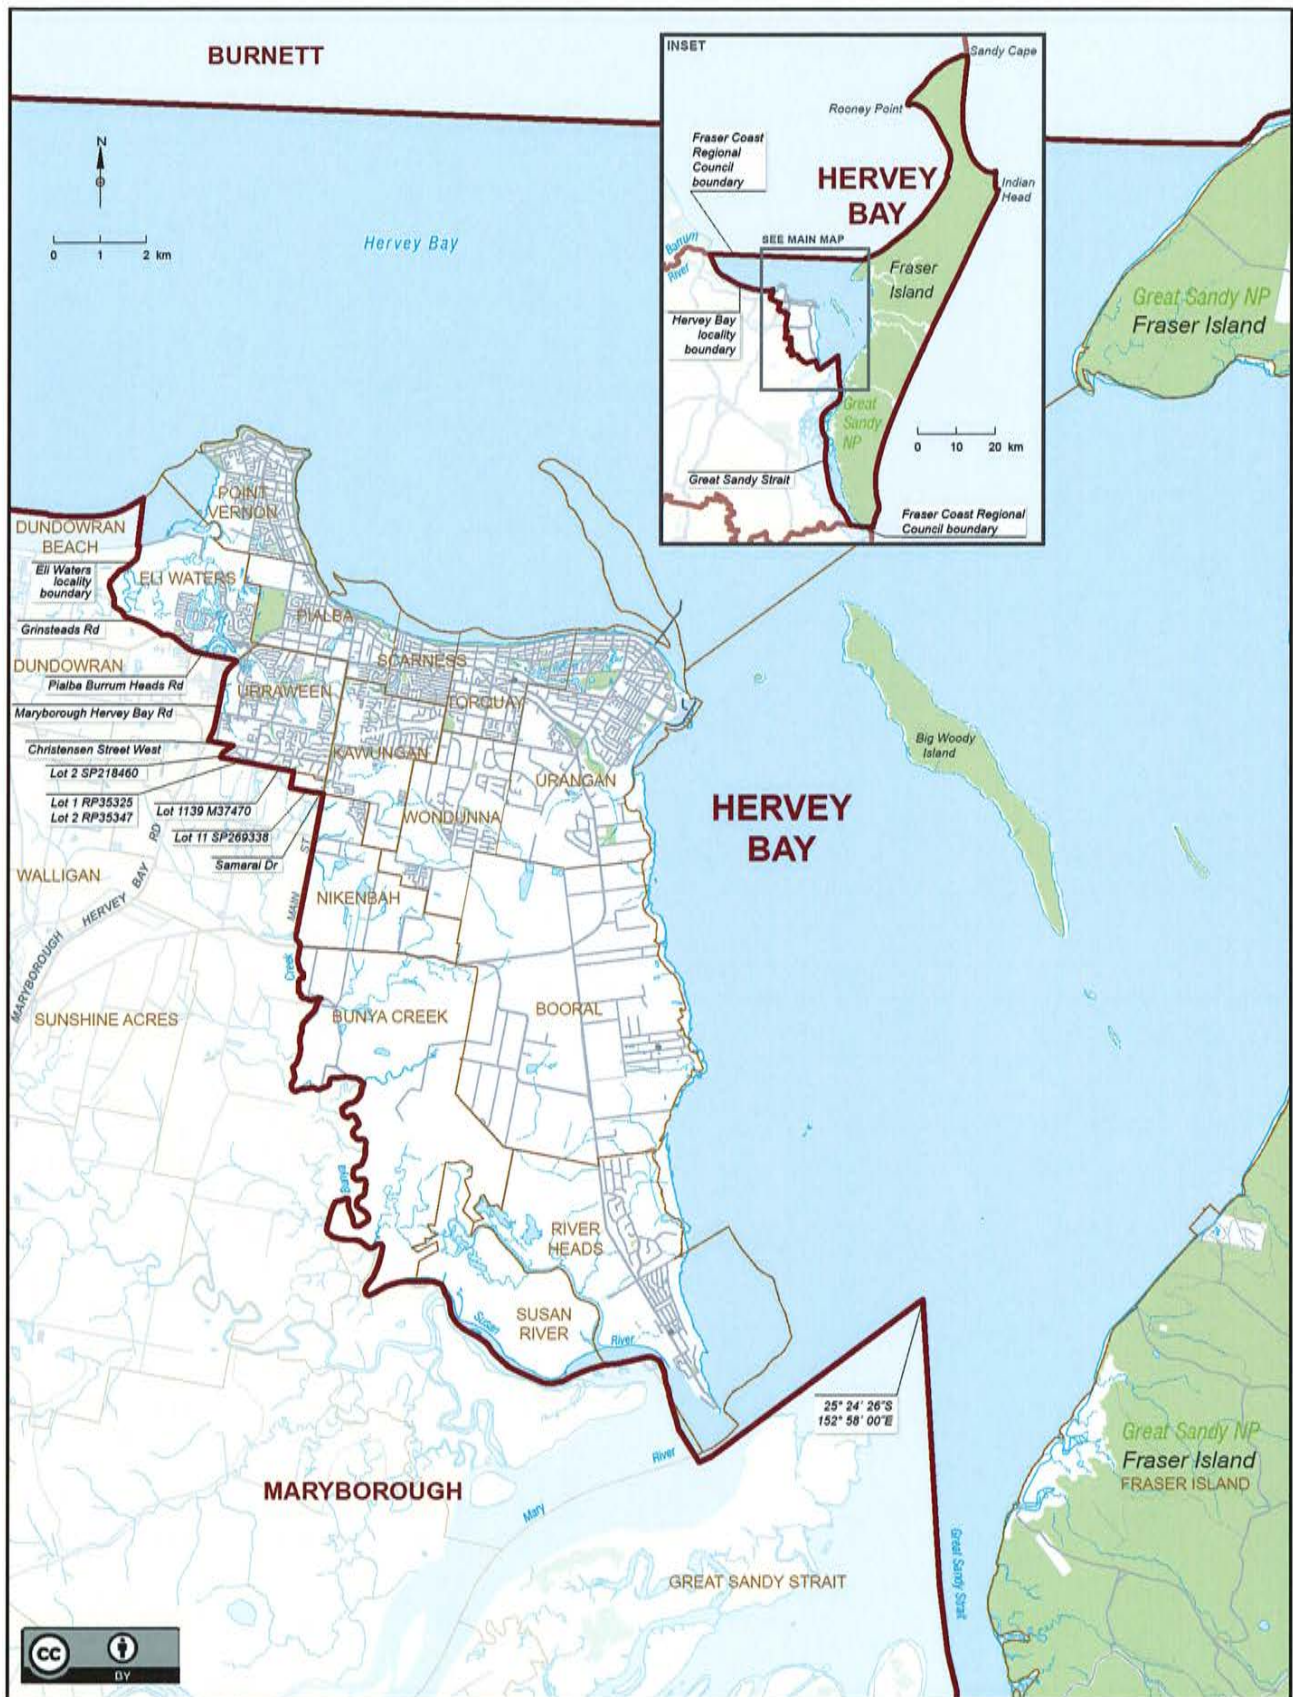 BURNETT
INSET
Sandy Cape
Rooney Point
N
Fraser Coast
Regional
Council
boundary
HERVEY
BAY
Indian
Head
0 1 2 km
Hervey Bay
SEE MAIN MAP
Burrum
River
Fraser
Island
Great Sandy NP
Fraser Island
Hervey Bay
locality
boundary
Great
Sandy
NP
0 10 20 km
Great Sandy Strait
Fraser Coast Regional
Council boundary
POINT
VERNON
DUNDOWRAN
BEACH
Eli Waters
locality
boundary
ELI WATERS
PIALBA
Grinsteads Rd
DUNDOWRAN
SCARNESS
Pialba Burrum Heads Rd
URRAWEEN
TORQUAY
Maryborough Hervey Bay Rd
Big Woody
Island
Christensen Street West
KAWUNGAN
Lot 2 SP218460
URANGAN
Lot 1 RP35325
Lot 2 RP35347
Lot 1139 M37470
HERVEY
BAY
WONDUNNA
Lot 11 SP269338
Samarai Dr
WALLIGAN
MARYBOROUGH HERVEY BAY RD
MAIN ST
NIKENBAH
Creek
SUNSHINE ACRES
BUNYA CREEK
BOORAL
Bunya
RIVER
HEADS
SUSAN
RIVER
Susan
River
25° 24' 26"S
152° 58' 00"E
Great Sandy NP
Fraser Island
FRASER ISLAND
River
MARYBOROUGH
Mary
Great Sandy Strait
GREAT SANDY STRAIT
CC
BY